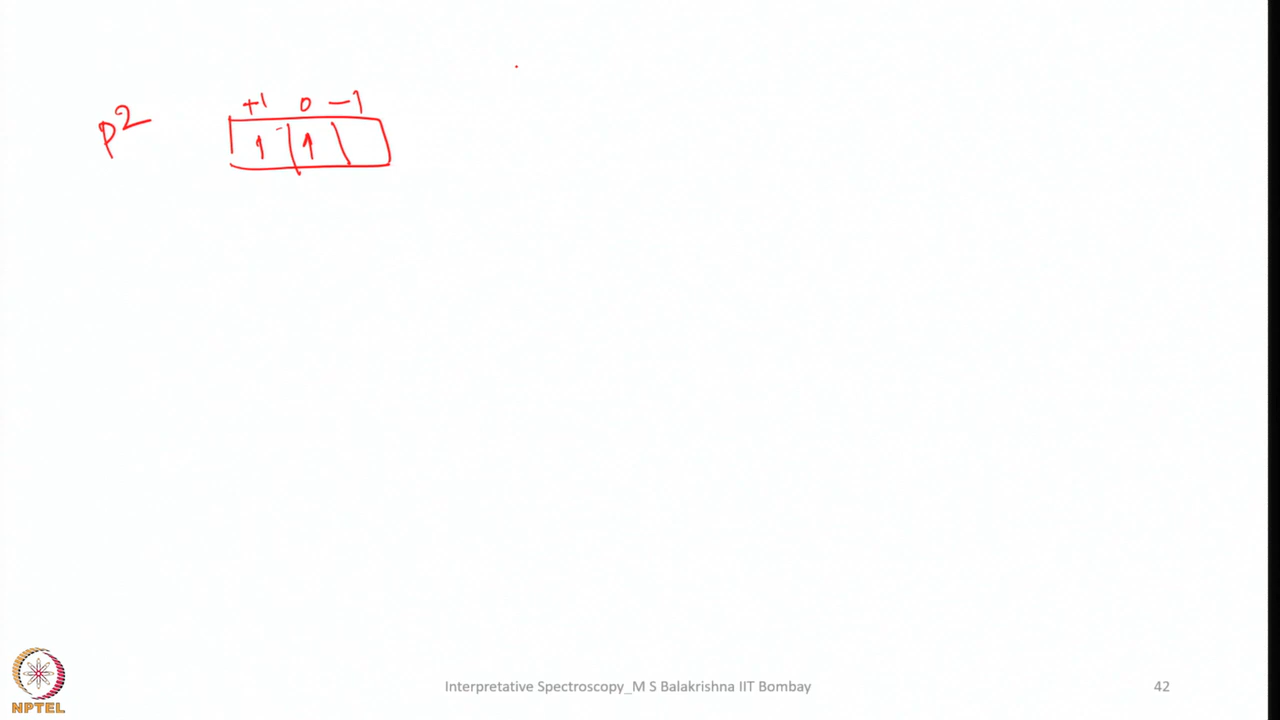 +1 0 -1
p² ↿ ↿
Interpretative Spectroscopy_M S Balakrishna IIT Bombay 42
NPTEL